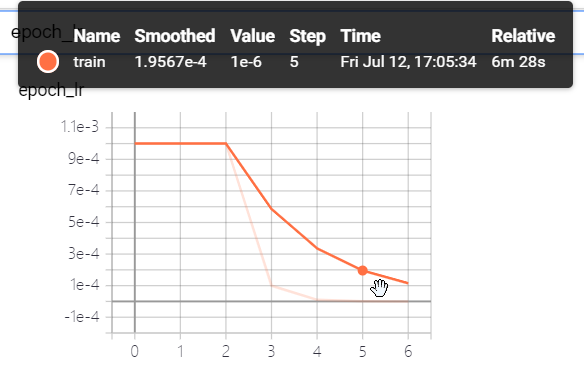 epoch_lr
Name Smoothed Value Step Time Relative
train 1.9567e-4 1e-6 5 Fri Jul 12, 17:05:34 6m 28s
epoch_lr
1.1e-3
9e-4
7e-4
5e-4
3e-4
1e-4
-1e-4
0 1 2 3 4 5 6